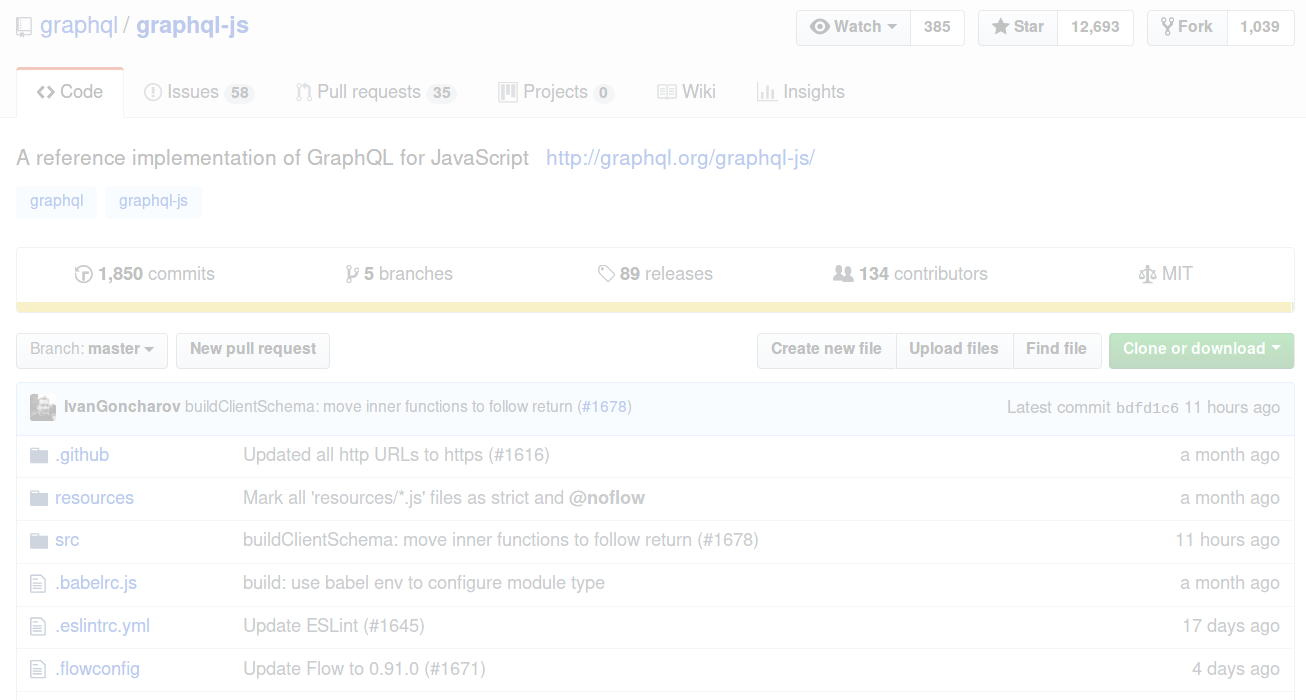 graphql / graphql-js Watch 385 Star 12,693 Fork 1,039
Code Issues 58 Pull requests 35 Projects 0 Wiki Insights
A reference implementation of GraphQL for JavaScript http://graphql.org/graphql-js/
graphql graphql-js
1,850 commits 5 branches 89 releases 134 contributors MIT
Branch: master New pull request Create new file Upload files Find file Clone or download
IvanGoncharov buildClientSchema: move inner functions to follow return (#1678) Latest commit bdfd1c6 11 hours ago
.github Updated all http URLs to https (#1616) a month ago
resources Mark all 'resources/*.js' files as strict and @noflow a month ago
src buildClientSchema: move inner functions to follow return (#1678) 11 hours ago
.babelrc.js build: use babel env to configure module type a month ago
.eslintrc.yml Update ESLint (#1645) 17 days ago
.flowconfig Update Flow to 0.91.0 (#1671) 4 days ago